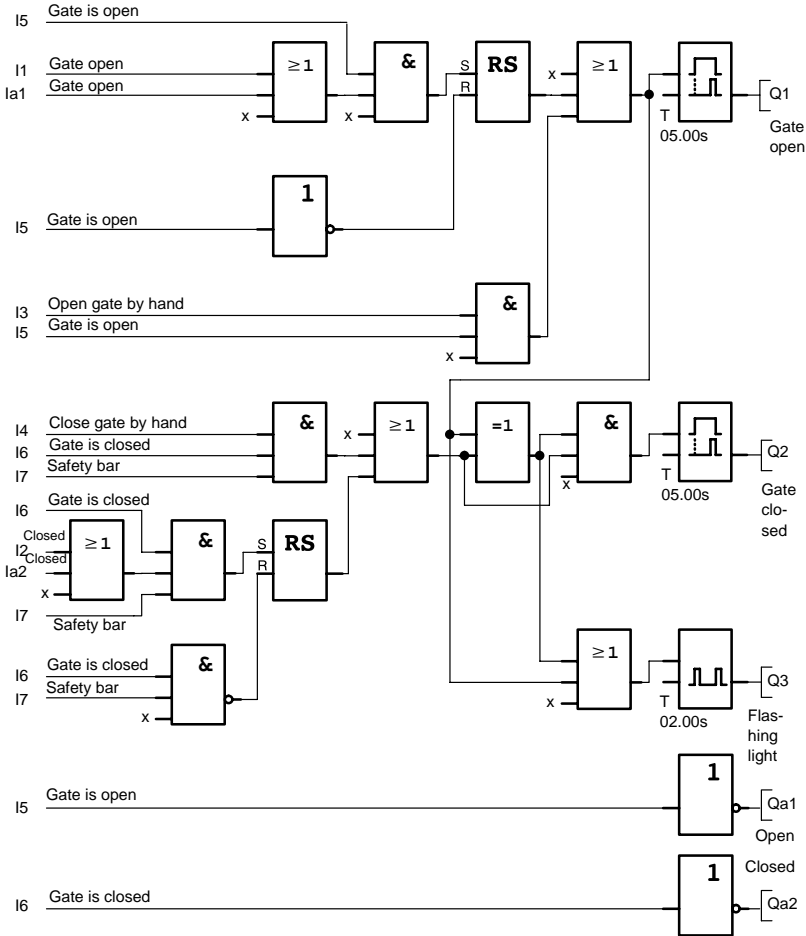 I5 Gate is open
I1 Gate open
Ia1 Gate open
x
≥1
x
&
S
R
RS
x
≥1
T
05.00s
Q1
Gate
open
I5 Gate is open
1
I3 Open gate by hand
I5 Gate is open
x
&
I4 Close gate by hand
I6 Gate is closed
I7 Safety bar
&
x
≥1
=1
&
x
T
05.00s
Q2
Gate
clo-
sed
I6 Gate is closed
I2 Closed
Ia2 Closed
x
≥1
I7
Safety bar
&
S
R
RS
I6 Gate is closed
I7 Safety bar
x
&
≥1
x
T
02.00s
Q3
Flas-
hing
light
I5 Gate is open
1
Qa1
Open
I6 Gate is closed
1
Closed
Qa2